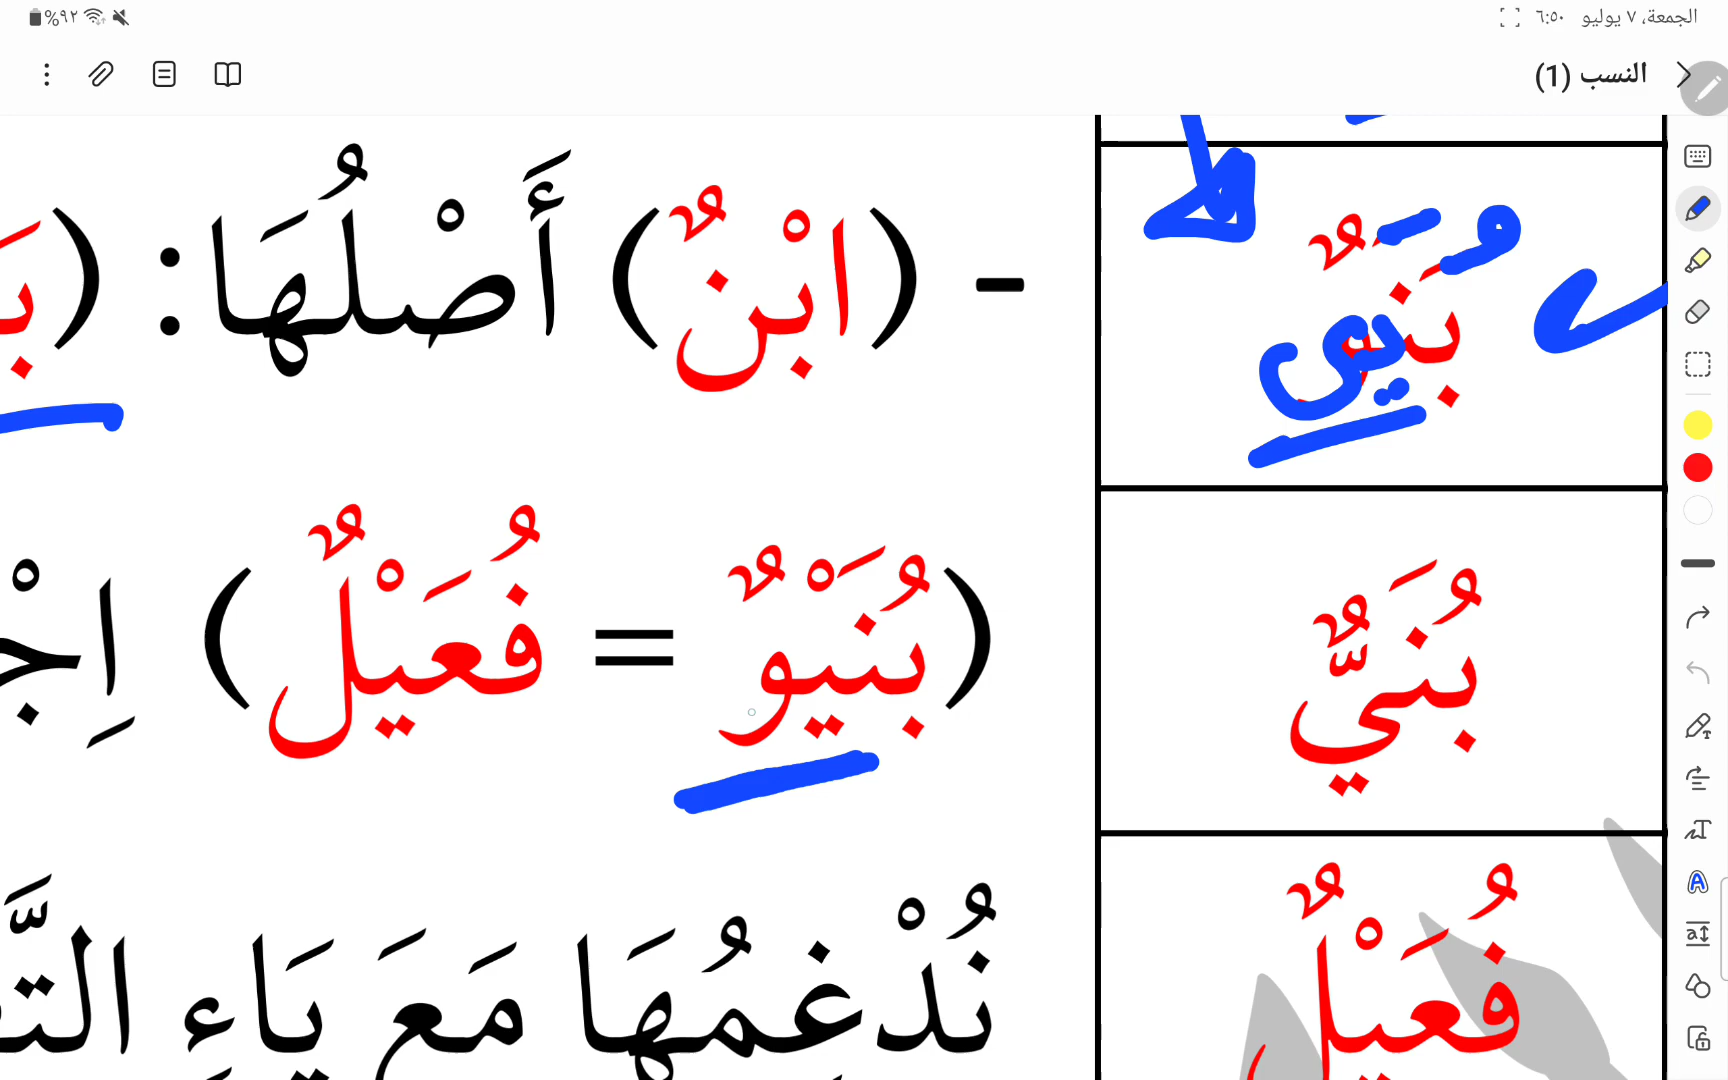 الجمعة، ٧ يوليو ٦:٥٠
%٩٢
النسب (1)
- (ابْنٌ) أَصْلُهَا: (بَ
(بُنَيْوٌ = فُعَيْلٌ) اِجْ
نُدْغِمُهَا مَعَ يَاءِ التَّ
بَنَوٌ
بُنَيٌّ
فُعَيْلٌ